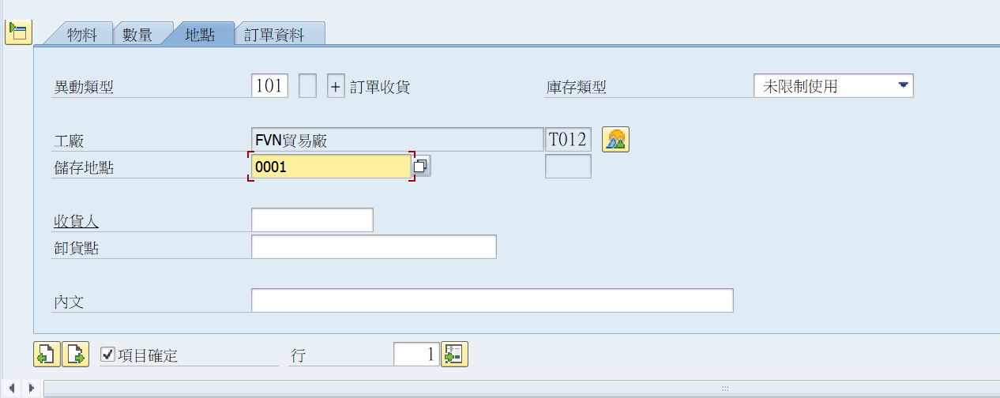 物料 數量 地點 訂單資料
異動類型 101 + 訂單收貨 庫存類型 未限制使用
工廠 FVN貿易廠 T012
儲存地點 0001
收貨人
卸貨點
內文
項目確定 行 1